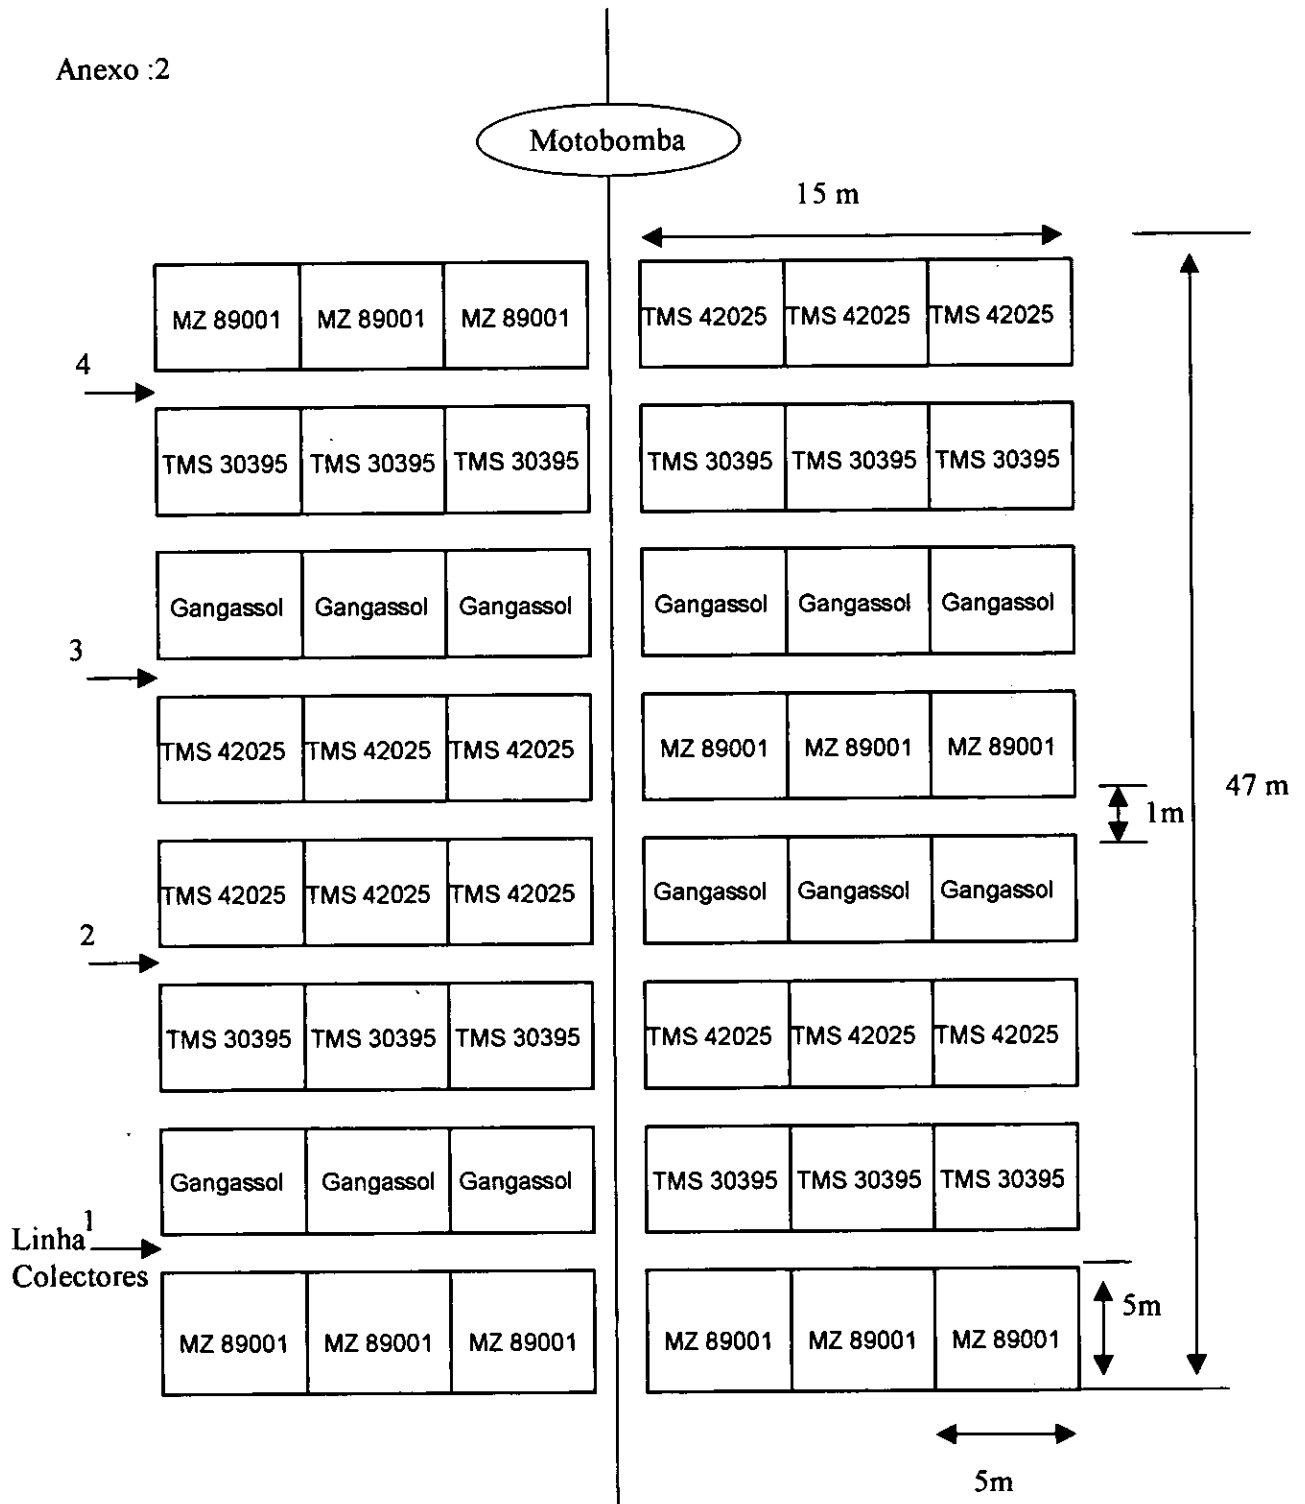 Anexo :2
Motobomba
15 m
MZ 89001 MZ 89001 MZ 89001 TMS 42025 TMS 42025 TMS 42025
4
TMS 30395 TMS 30395 TMS 30395 TMS 30395 TMS 30395 TMS 30395
Gangassol Gangassol Gangassol Gangassol Gangassol Gangassol
3
TMS 42025 TMS 42025 TMS 42025 MZ 89001 MZ 89001 MZ 89001
47 m
1m
TMS 42025 TMS 42025 TMS 42025 Gangassol Gangassol Gangassol
2
TMS 30395 TMS 30395 TMS 30395 TMS 42025 TMS 42025 TMS 42025
Gangassol Gangassol Gangassol TMS 30395 TMS 30395 TMS 30395
Linha 1
Colectores
5m
MZ 89001 MZ 89001 MZ 89001 MZ 89001 MZ 89001 MZ 89001
5m